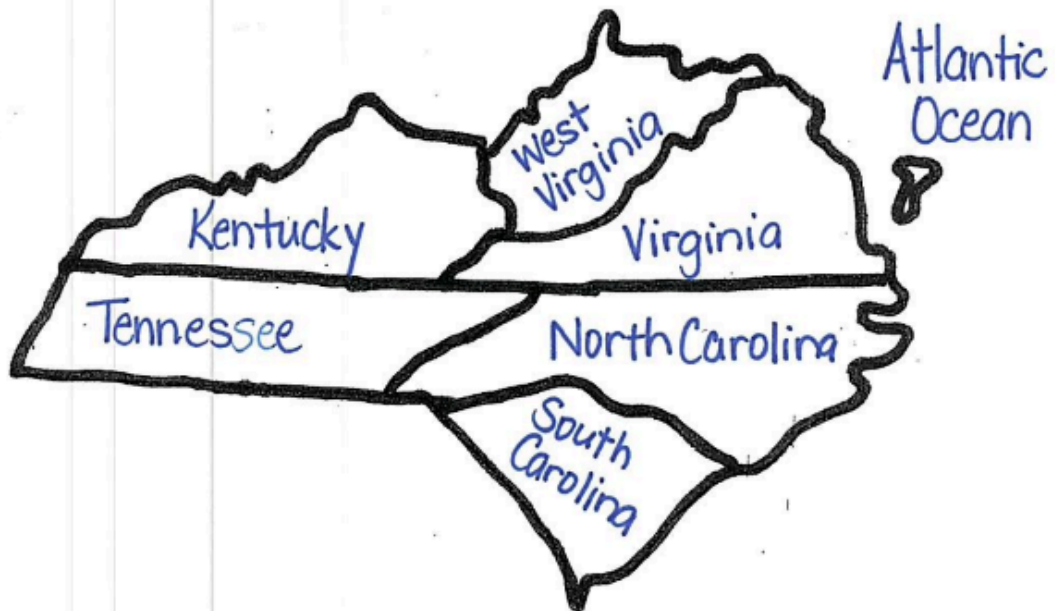 Atlantic
Ocean
West
Virginia
Kentucky
Virginia
Tennessee
North Carolina
South
Carolina